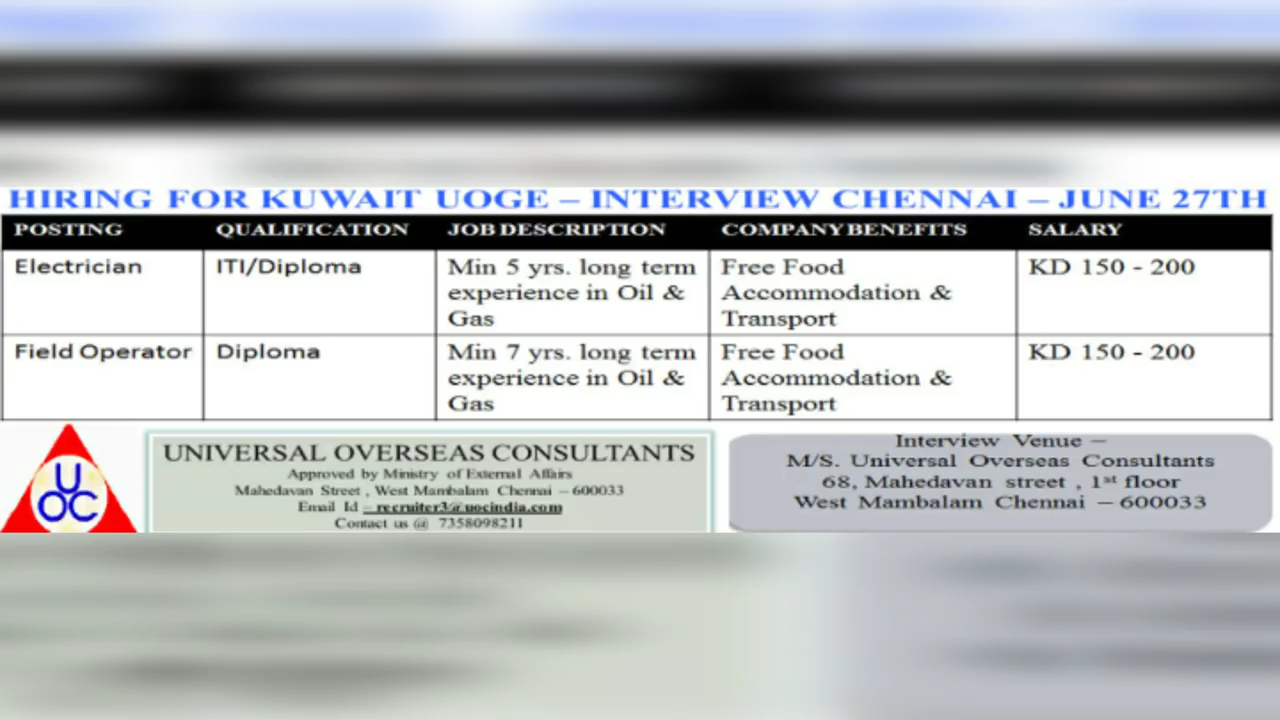 HIRING FOR KUWAIT UOGE – INTERVIEW CHENNAI – JUNE 27TH
POSTING QUALIFICATION JOB DESCRIPTION COMPANY BENEFITS SALARY
Electrician ITI/Diploma Min 5 yrs. long term Free Food KD 150 - 200
experience in Oil & Accommodation &
Gas Transport
Field Operator Diploma Min 7 yrs. long term Free Food KD 150 - 200
experience in Oil & Accommodation &
Gas Transport
U
OC
UNIVERSAL OVERSEAS CONSULTANTS
Approved by Ministry of External Affairs
Mahedavan Street , West Mambalam Chennai – 600033
Email Id – recruiter3@uocindia.com
Contact us @ 7358098211
Interview Venue –
M/S. Universal Overseas Consultants
68, Mahadevan street , 1st floor
West Mambalam Chennai – 600033